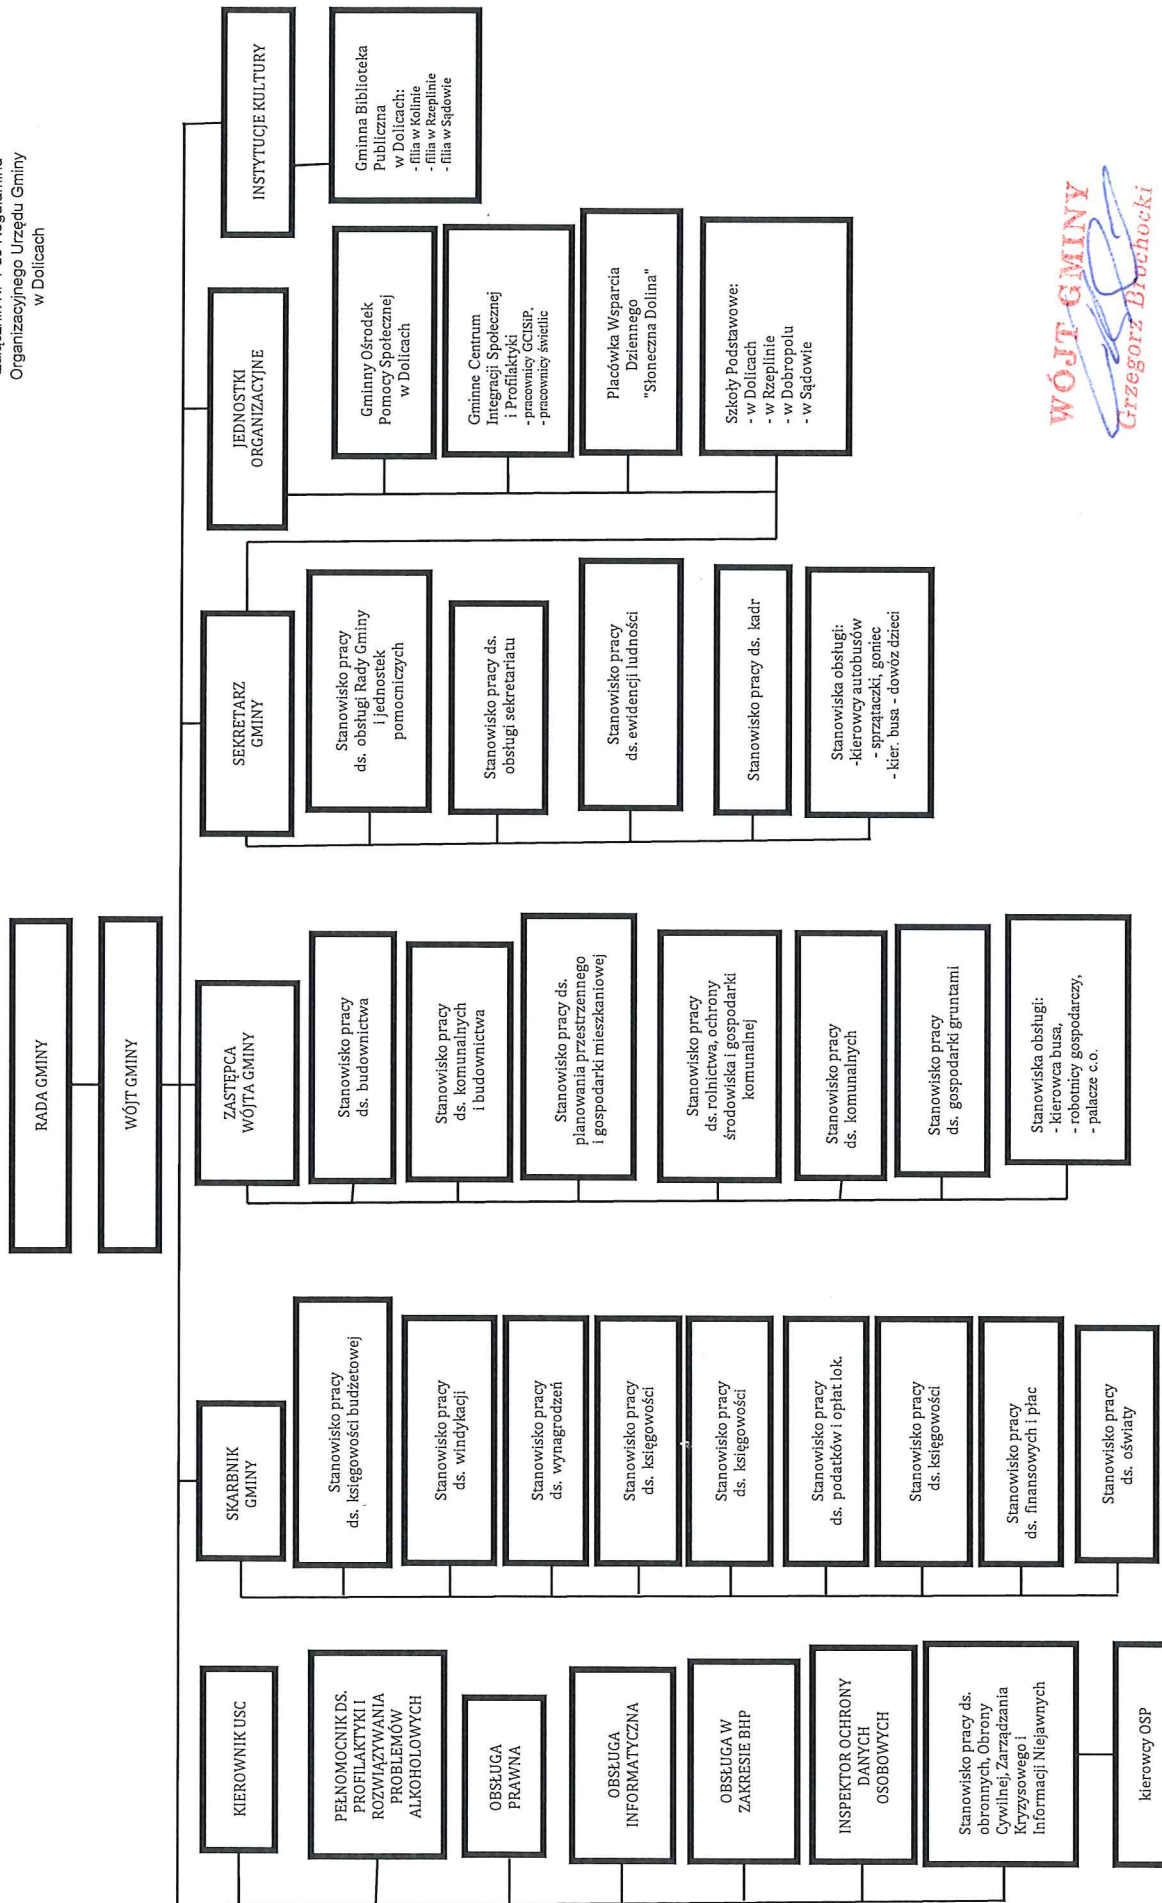 Organizacyjnego Urzędu Gminy
w Dolicach
RADA GMINY
WÓJT GMINY
KIEROWNIK USC
PEŁNOMOCNIK DS.
PROFILAKTYKI I
ROZWIĄZYWANIA
PROBLEMÓW
ALKOHOLOWYCH
OBSŁUGA
PRAWNA
OBSŁUGA
INFORMATYCZNA
OBSŁUGA W
ZAKRESIE BHP
INSPEKTOR OCHRONY
DANYCH
OSOBOWYCH
Stanowisko pracy ds.
obronnych, Obrony
Cywilnej, Zarządzania
Kryzysowego i
Informacji Niejawnych
kierowcy OSP
SKARBNIK
GMINY
Stanowisko pracy
ds. księgowości budżetowej
Stanowisko pracy
ds. windykacji
Stanowisko pracy
ds. wynagrodzeń
Stanowisko pracy
ds. księgowości
Stanowisko pracy
ds. księgowości
Stanowisko pracy
ds. podatków i opłat lok.
Stanowisko pracy
ds. księgowości
Stanowisko pracy
ds. finansowych i płac
Stanowisko pracy
ds. oświaty
ZASTĘPCA
WÓJTA GMINY
Stanowisko pracy
ds. budownictwa
Stanowisko pracy
ds. komunalnych
i budownictwa
Stanowisko pracy ds.
planowania przestrzennego
i gospodarki mieszkaniowej
Stanowisko pracy
ds. rolnictwa, ochrony
środowiska i gospodarki
komunalnej
Stanowisko pracy
ds. komunalnych
Stanowisko pracy
ds. gospodarki gruntami
Stanowiska obsługi:
- kierowca busa,
- robotnicy gospodarczy,
- palacze c.o.
SEKRETARZ
GMINY
Stanowisko pracy
ds. obsługi Rady Gminy
i jednostek
pomocniczych
Stanowisko pracy ds.
obsługi sekretariatu
Stanowisko pracy
ds. ewidencji ludności
Stanowisko pracy ds. kadr
Stanowiska obsługi:
-kierowcy autobusów
- sprzątaczki, goniec
- kier. busa - dowóz dzieci
JEDNOSTKI
ORGANIZACYJNE
Gminny Ośrodek
Pomocy Społecznej
w Dolicach
Gminne Centrum
Integracji Społecznej
i Profilaktyki
- pracownicy GCISiP.
- pracownicy świetlic
Placówka Wsparcia
Dziennego
"Słoneczna Dolina"
Szkoły Podstawowe:
- w Dolicach
- w Rzeplinie
- w Dobropolu
- w Sądowie
INSTYTUCJE KULTURY
Gminna Biblioteka
Publiczna
w Dolicach:
- filia w Kolinie
- filia w Rzeplinie
- filia w Sądowie
WÓJT GMINY
Grzegorz Brochocki